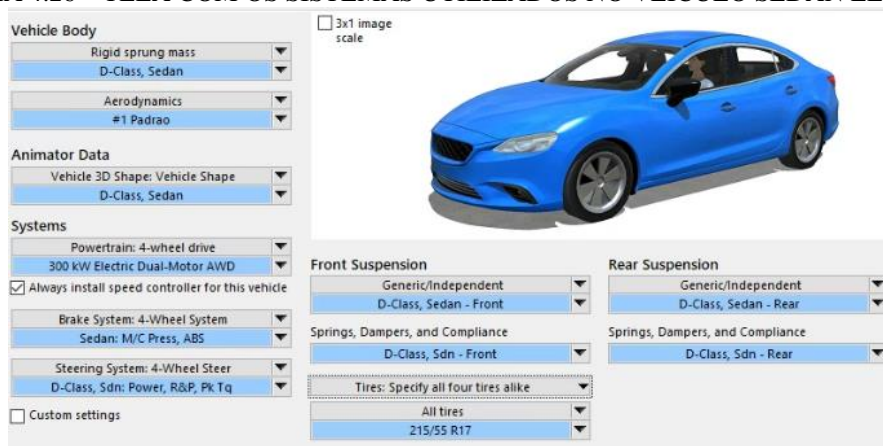 Vehicle Body
Rigid sprung mass
D-Class, Sedan
Aerodynamics
#1 Padrao
Animator Data
Vehicle 3D Shape: Vehicle Shape
D-Class, Sedan
Systems
Powertrain: 4-wheel drive
300 kW Electric Dual-Motor AWD
Always install speed controller for this vehicle
Brake System: 4-Wheel System
Sedan: M/C Press, ABS
Steering System: 4-Wheel Steer
D-Class, Sdn: Power, R&P, Pk Tq
Custom settings
3x1 image
scale
Front Suspension
Generic/Independent
D-Class, Sedan - Front
Springs, Dampers, and Compliance
D-Class, Sdn - Front
Tires: Specify all four tires alike
All tires
215/55 R17
Rear Suspension
Generic/Independent
D-Class, Sedan - Rear
Springs, Dampers, and Compliance
D-Class, Sdn - Rear